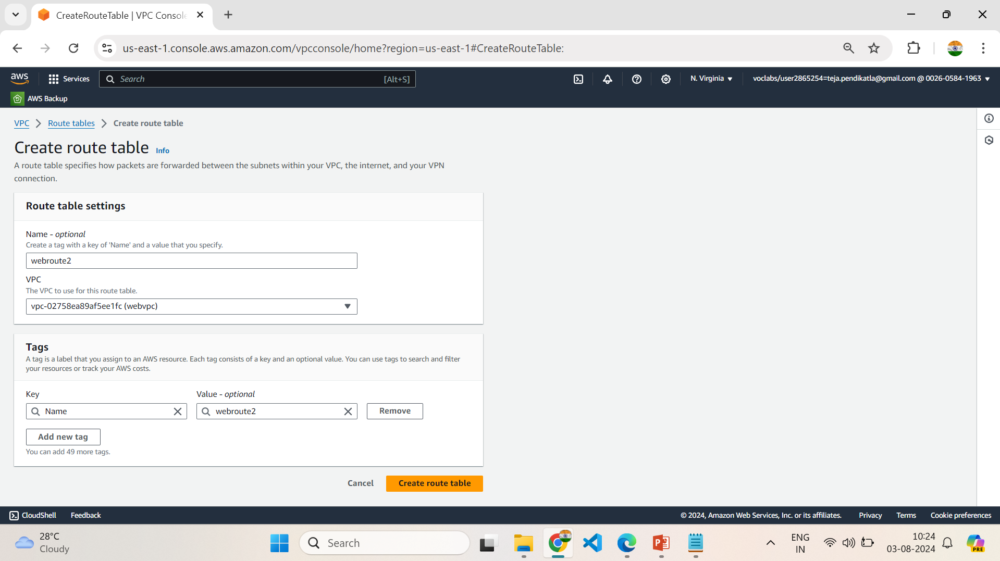 CreateRouteTable | VPC Console
us-east-1.console.aws.amazon.com/vpcconsole/home?region=us-east-1#CreateRouteTable:
aws
Services
Search
[Alt+S]
N. Virginia
voclabs/user2865254=teja.pendikatla@gmail.com @ 0026-0584-1963
AWS Backup
VPC
Route tables
Create route table
Create route table
Info
A route table specifies how packets are forwarded between the subnets within your VPC, the internet, and your VPN
connection.
Route table settings
Name - optional
Create a tag with a key of 'Name' and a value that you specify.
webroute2
VPC
The VPC to use for this route table.
vpc-02758ea89af5ee1fc (webvpc)
Tags
A tag is a label that you assign to an AWS resource. Each tag consists of a key and an optional value. You can use tags to search and filter
your resources or track your AWS costs.
Key
Value - optional
Name
webroute2
Remove
Add new tag
You can add 49 more tags.
Cancel
Create route table
CloudShell
Feedback
© 2024, Amazon Web Services, Inc. or its affiliates.
Privacy
Terms
Cookie preferences
28°C
Cloudy
Search
ENG
IN
10:24
03-08-2024
PRE